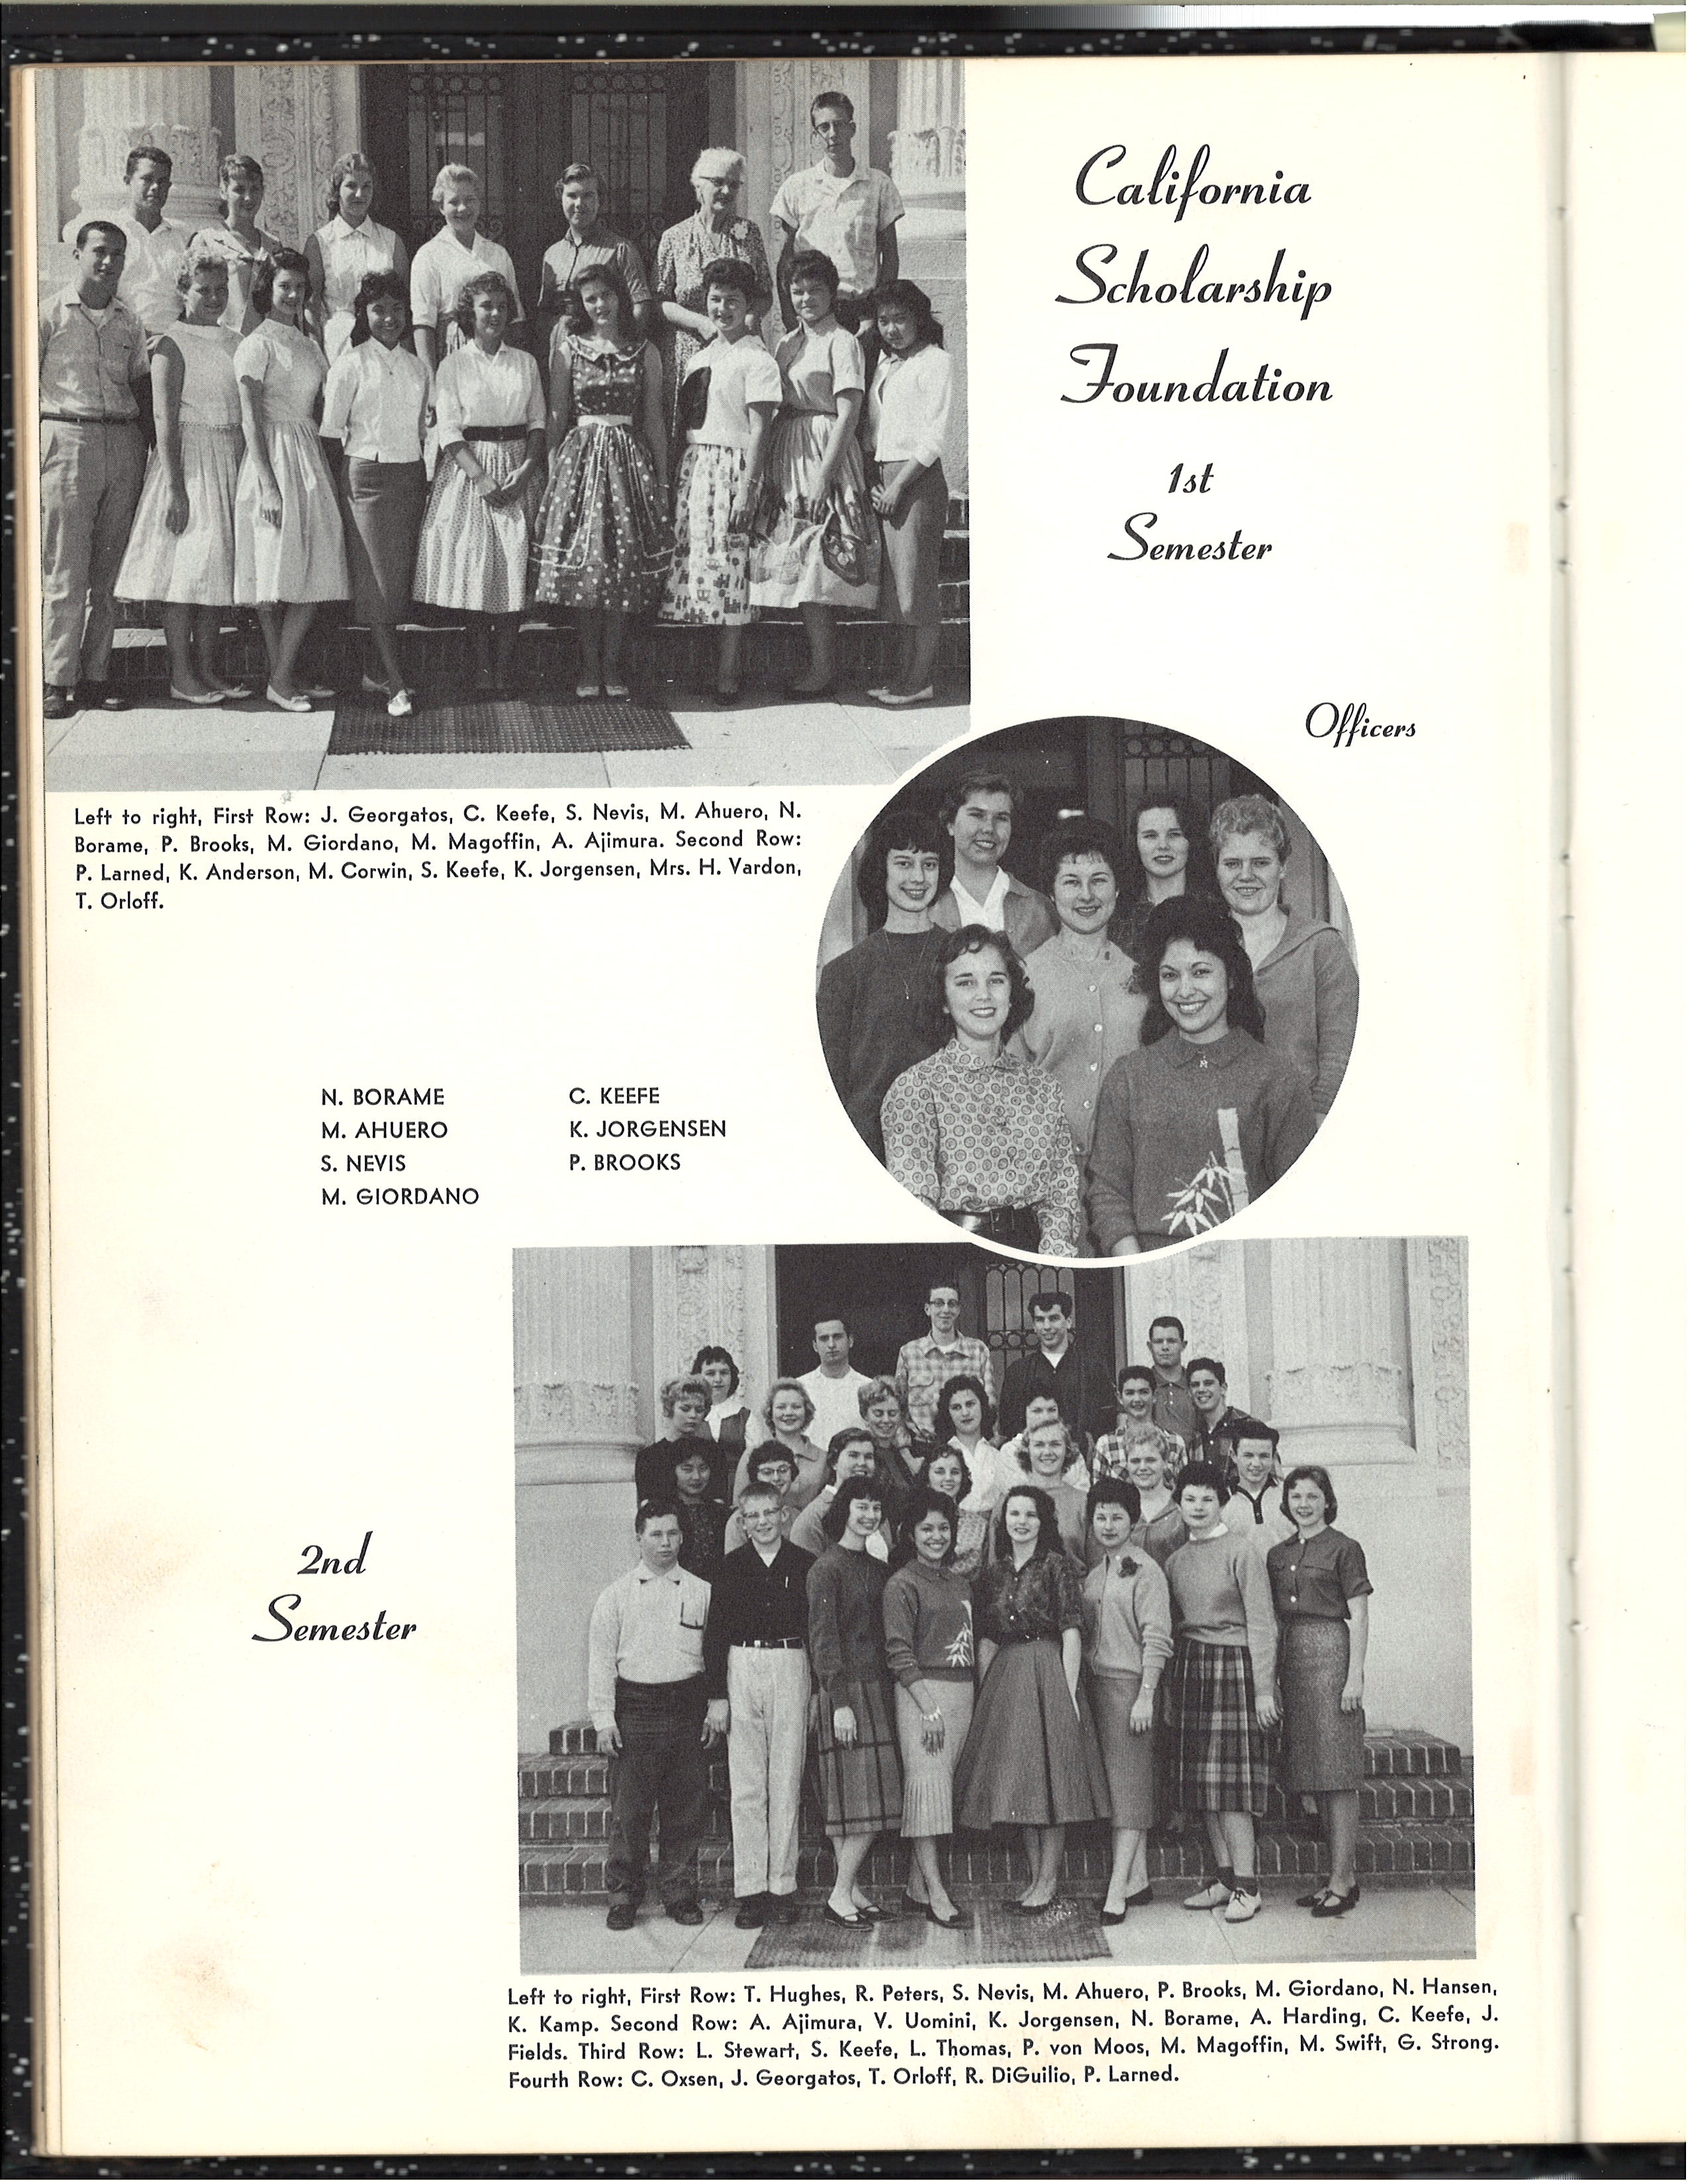 California
Scholarship
Foundation
1st
Semester
Officers
Left to right, First Row: J. Georgatos, C. Keefe, S. Nevis, M. Ahuero, N.
Borame, P. Brooks, M. Giordano, M. Magoffin, A. Ajimura. Second Row:
P. Larned, K. Anderson, M. Corwin, S. Keefe, K. Jorgensen, Mrs. H. Vardon,
T. Orloff.
N. BORAME
M. AHUERO
S. NEVIS
M. GIORDANO
C. KEEFE
K. JORGENSEN
P. BROOKS
2nd
Semester
Left to right, First Row: T. Hughes, R. Peters, S. Nevis, M. Ahuero, P. Brooks, M. Giordano, N. Hansen,
K. Kamp. Second Row: A. Ajimura, V. Uomini, K. Jorgensen, N. Borame, A. Harding, C. Keefe, J.
Fields. Third Row: L. Stewart, S. Keefe, L. Thomas, P. von Moos, M. Magoffin, M. Swift, G. Strong.
Fourth Row: C. Oxsen, J. Georgatos, T. Orloff, R. DiGuilio, P. Larned.